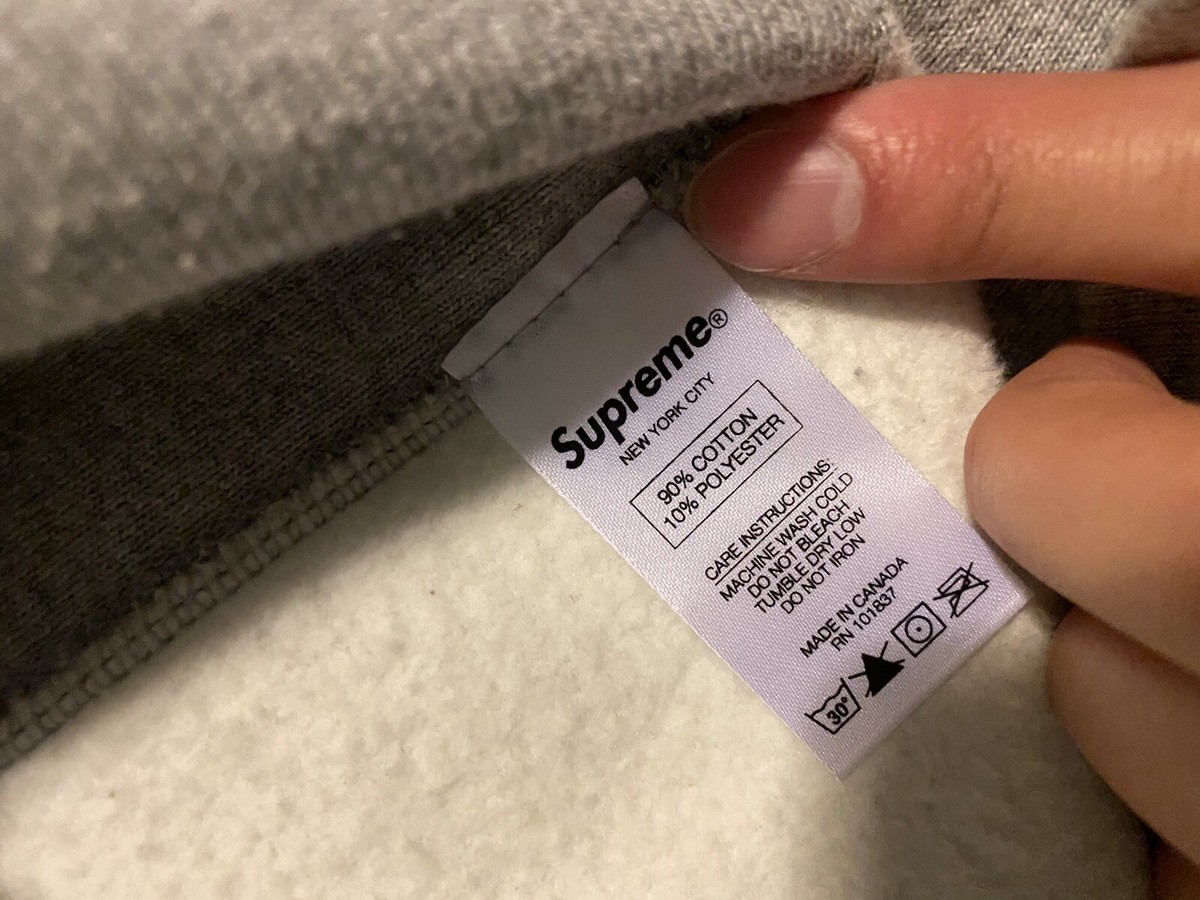 Supreme®
NEW YORK CITY
90% COTTON
10% POLYESTER
CARE INSTRUCTIONS:
MACHINE WASH COLD
DO NOT BLEACH
TUMBLE DRY LOW
DO NOT IRON
MADE IN CANADA
RN 101837
30°